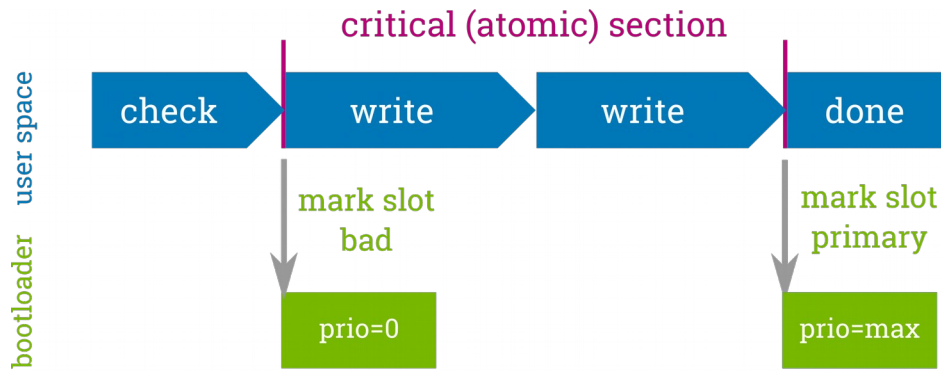 critical (atomic) section
user space
check
write
write
done
mark slot
bad
mark slot
primary
bootloader
prio=0
prio=max